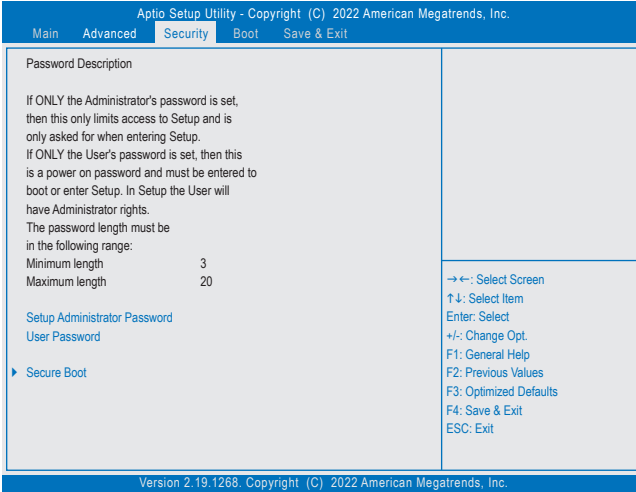 Aptio Setup Utility - Copyright (C) 2022 American Megatrends, Inc.
Main Advanced Security Boot Save & Exit
Password Description
If ONLY the Administrator's password is set,
then this only limits access to Setup and is
only asked for when entering Setup.
If ONLY the User's password is set, then this
is a power on password and must be entered to
boot or enter Setup. In Setup the User will
have Administrator rights.
The password length must be
in the following range:
Minimum length 3
Maximum length 20
Setup Administrator Password
User Password
Secure Boot
→←: Select Screen
↑↓: Select Item
Enter: Select
+/-: Change Opt.
F1: General Help
F2: Previous Values
F3: Optimized Defaults
F4: Save & Exit
ESC: Exit
Version 2.19.1268. Copyright (C) 2022 American Megatrends, Inc.